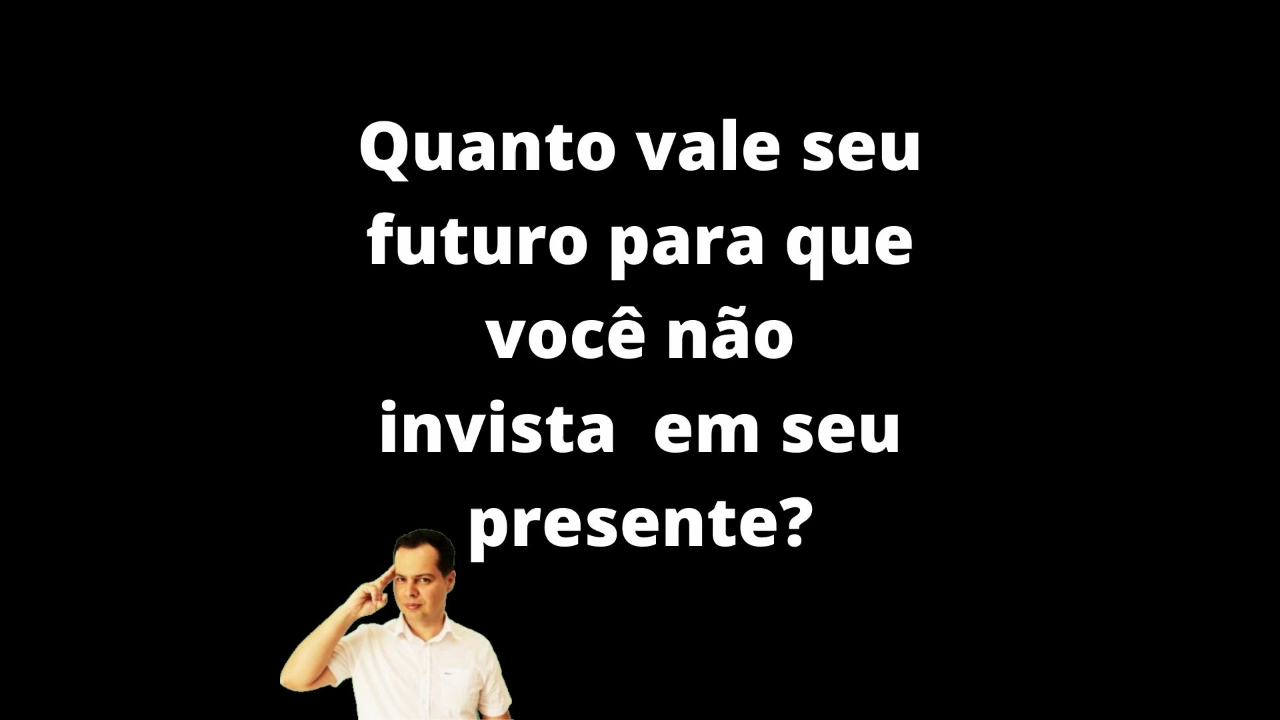 Quanto vale seu
futuro para que
você não
invista  em seu
presente?